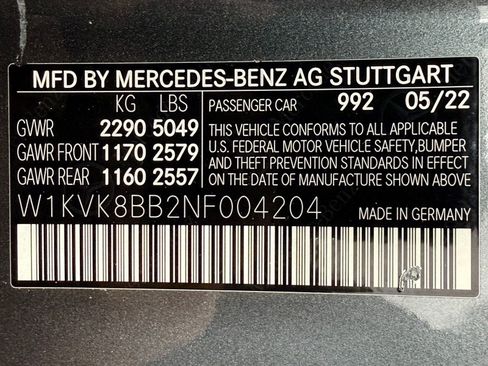 MFD BY MERCEDES-BENZ AG STUTTGART
KG LBS PASSENGER CAR 992 05/22
GVWR 2290 5049 THIS VEHICLE CONFORMS TO ALL APPLICABLE
GAWR FRONT 1170 2579 U.S. FEDERAL MOTOR VEHICLE SAFETY, BUMPER
GAWR REAR 1160 2557 AND THEFT PREVENTION STANDARDS IN EFFECT
ON THE DATE OF MANUFACTURE SHOWN ABOVE.
W1KVK8BB2NF004204 MADE IN GERMANY